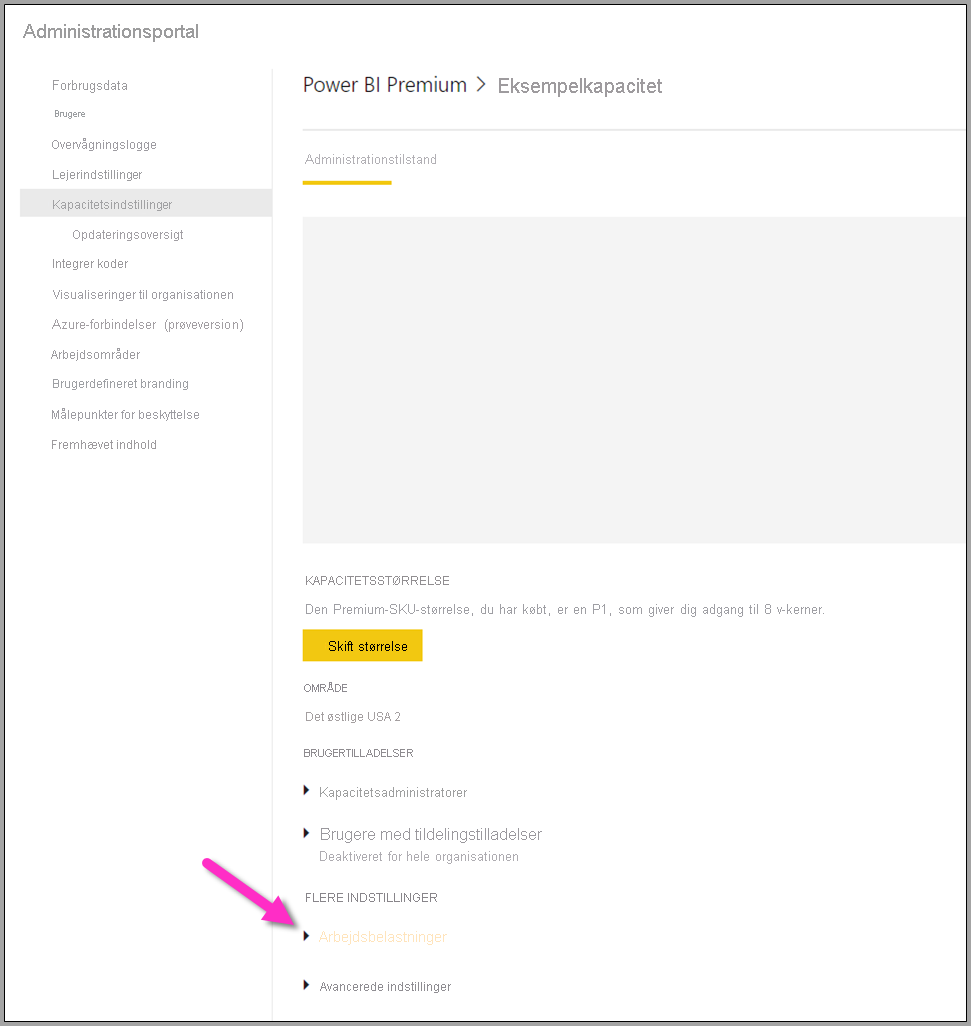 Administrationsportal
Forbrugsdata
Brugere
Overvågningslogge
Lejerindstillinger
Kapacitetsindstillinger
Opdateringsoversigt
Integrer koder
Visualiseringer til organisationen
Azure-forbindelser (prøveversion)
Arbejdsområder
Brugerdefineret branding
Målepunkter for beskyttelse
Fremhævet indhold
Power BI Premium > Eksempelkapacitet
Administrationstilstand
KAPACITETSSTØRRELSE
Den Premium-SKU-størrelse, du har købt, er en P1, som giver dig adgang til 8 v-kerner.
Skift størrelse
OMRÅDE
Det østlige USA 2
BRUGERTILLADELSER
Kapacitetsadministratorer
Brugere med tildelingstilladelser
Deaktiveret for hele organisationen
FLERE INDSTILLINGER
Arbejdsbelastninger
Avancerede indstillinger